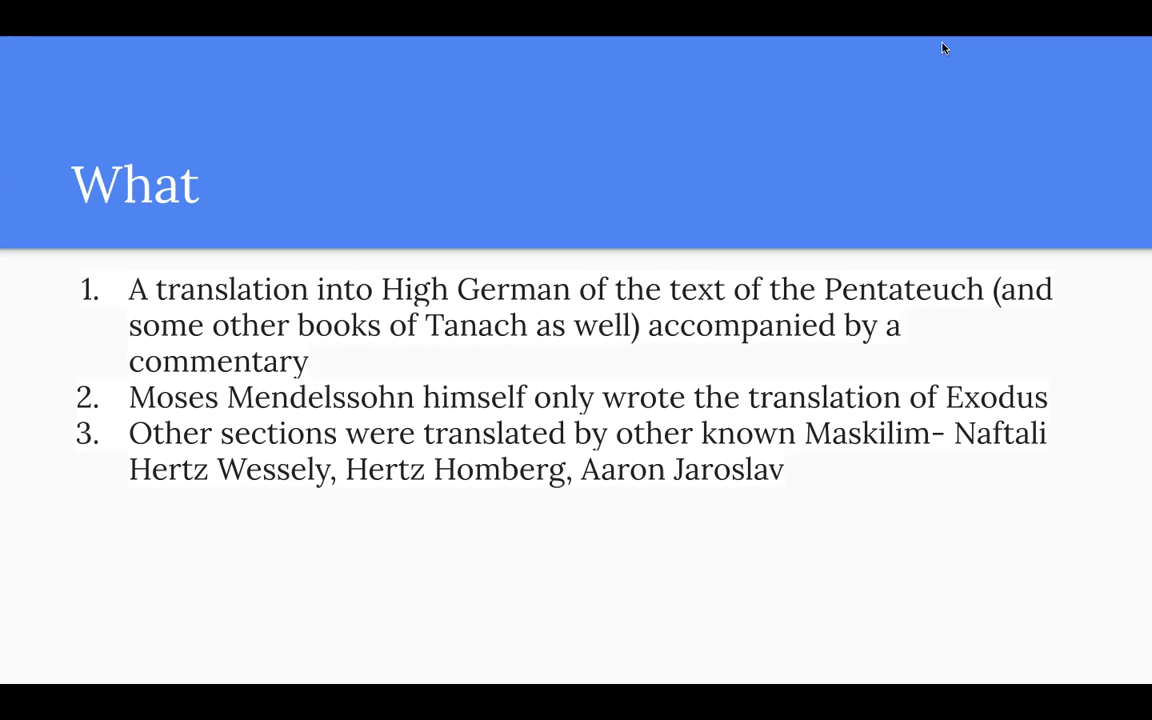 What
1. A translation into High German of the text of the Pentateuch (and
some other books of Tanach as well) accompanied by a
commentary
2. Moses Mendelssohn himself only wrote the translation of Exodus
3. Other sections were translated by other known Maskilim- Naftali
Hertz Wessely, Hertz Homberg, Aaron Jaroslav